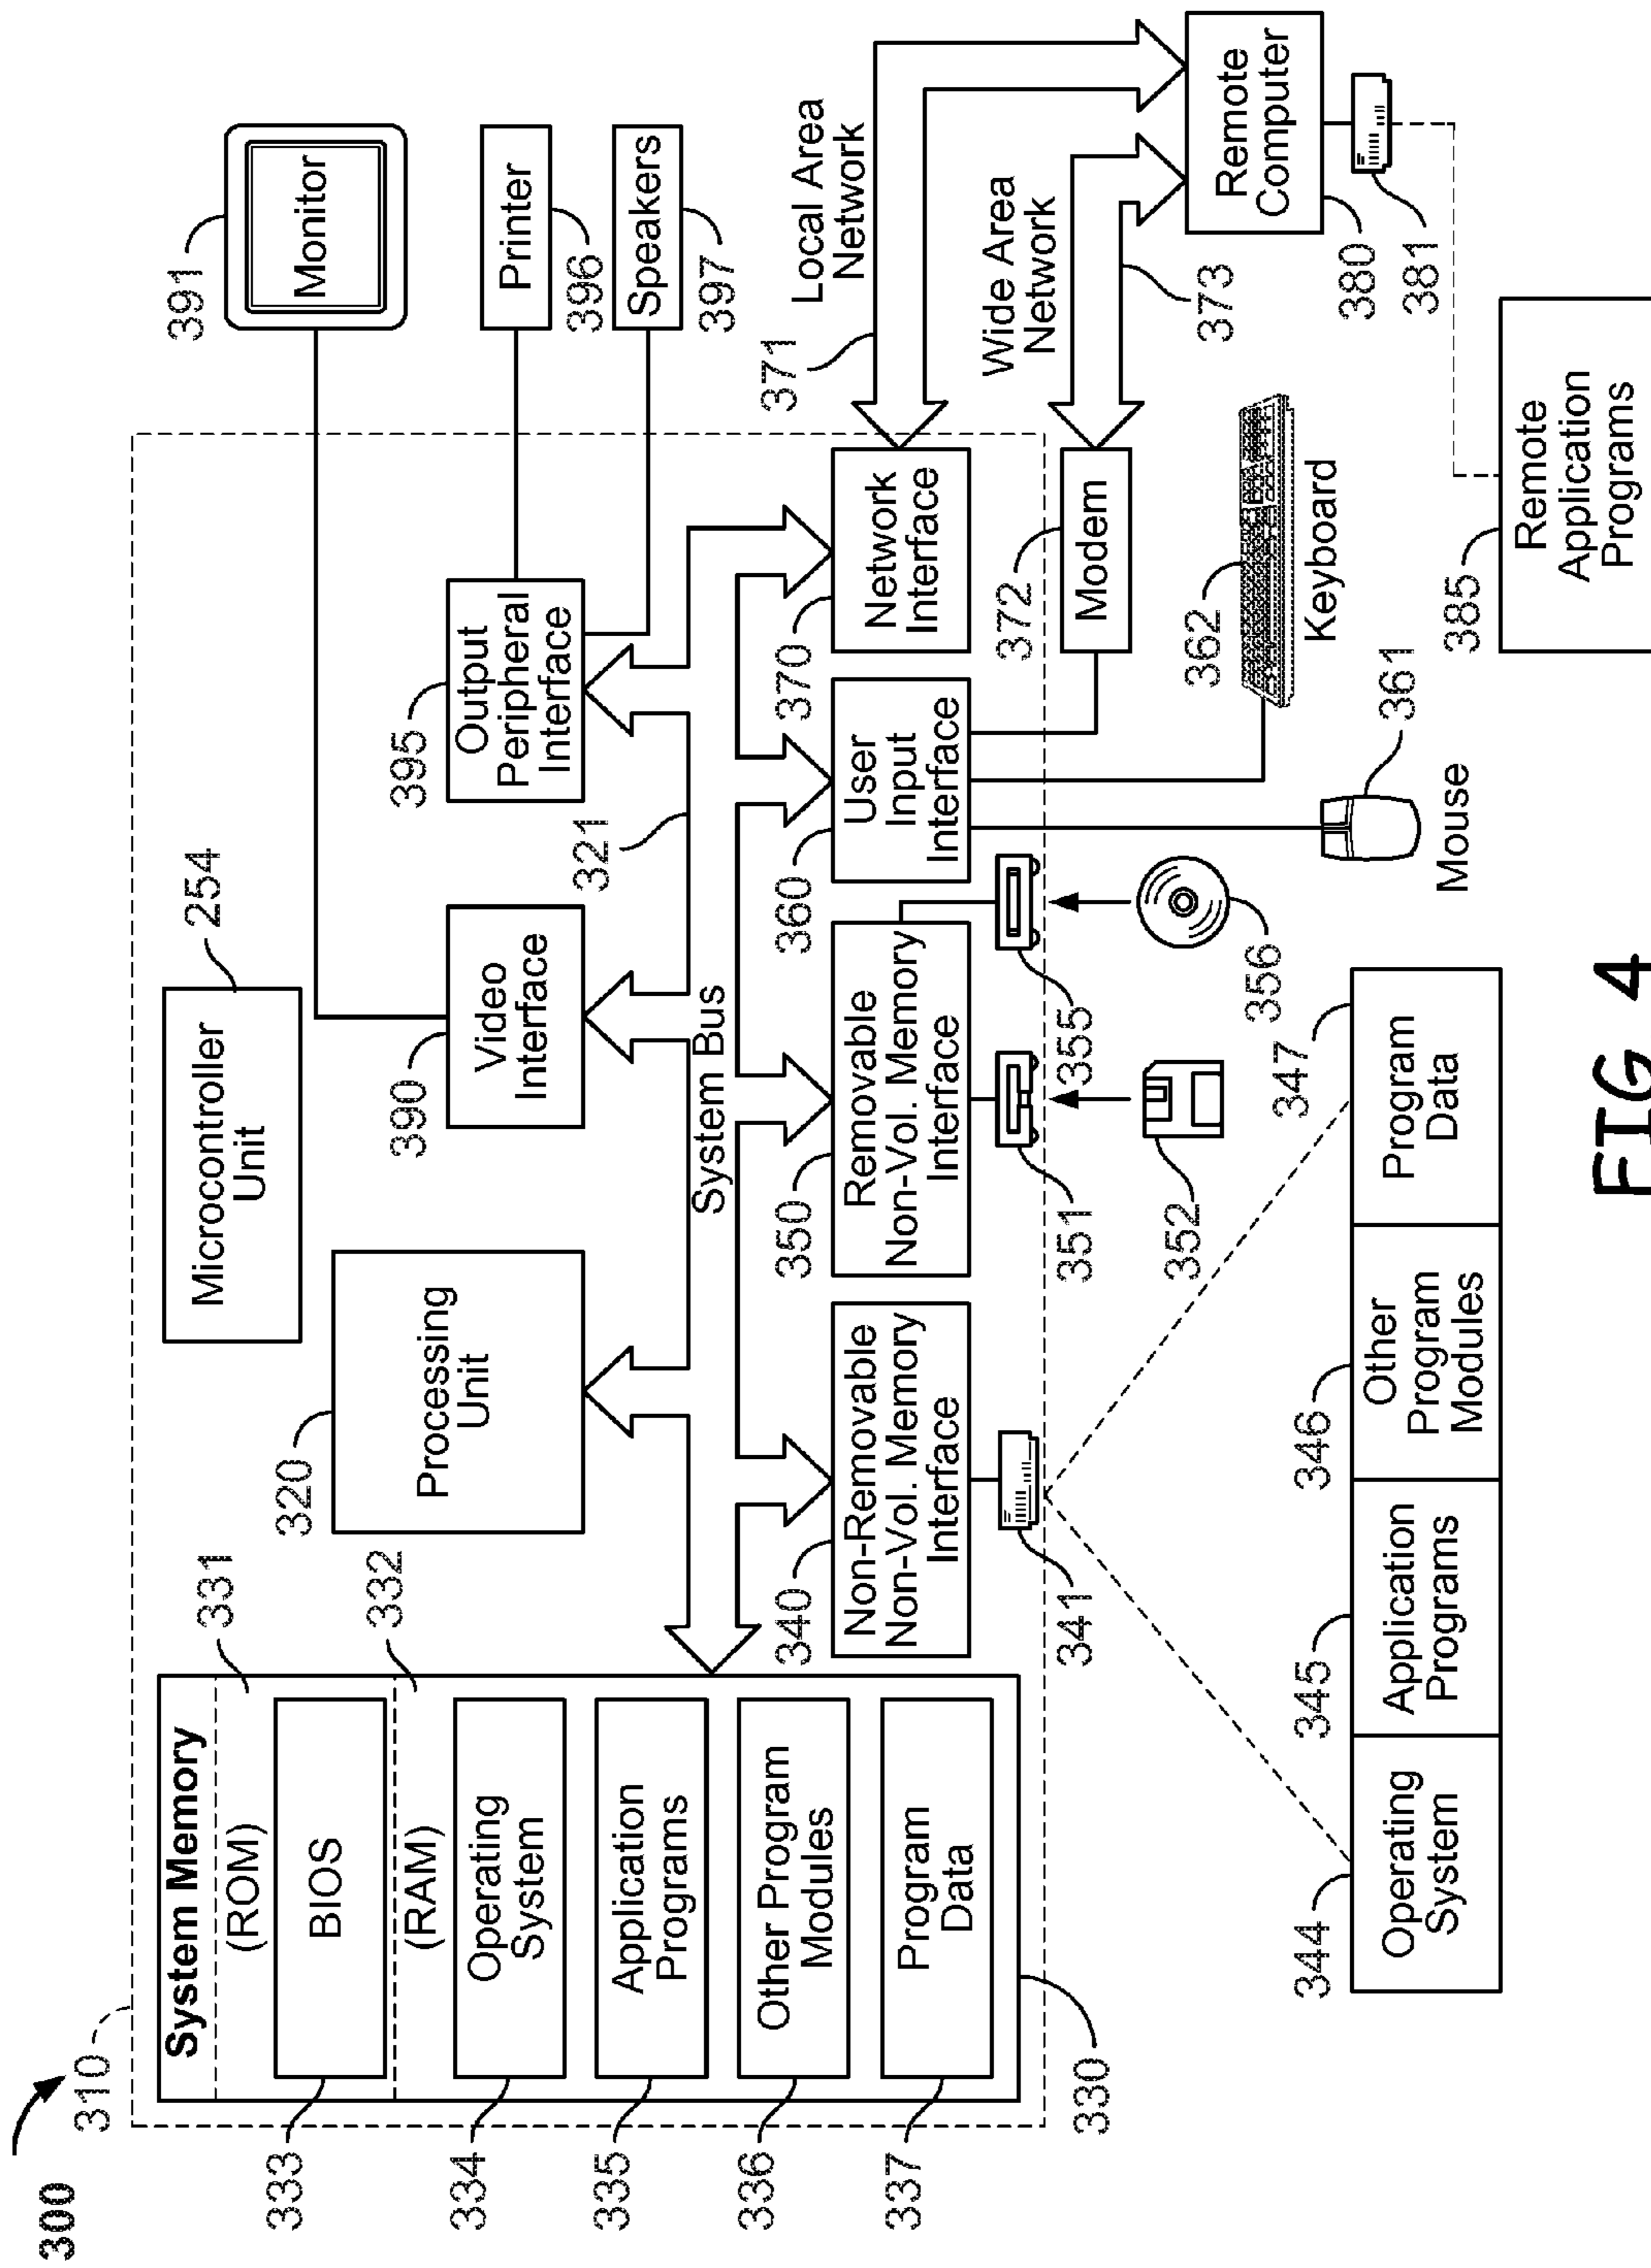 300
310
System Memory
(ROM)
331
BIOS
333
(RAM)
332
Operating
System
334
Application
Programs
335
Other Program
Modules
336
Program
Data
337
330
Processing
Unit
320
Microcontroller
Unit
254
Video
Interface
390
Output
Peripheral
Interface
395
321
System Bus
Monitor
391
Printer
396
Speakers
397
Non-Removable
Non-Vol. Memory
Interface
340
Removable
Non-Vol. Memory
Interface
350
User
Input
Interface
360
Network
Interface
370
Local Area
Network
371
Modem
372
Wide Area
Network
373
Remote
Computer
380
381
341
351
352
355
356
Mouse
361
362
Keyboard
Operating
System
344
Application
Programs
345
Other
Program
Modules
346
Program
Data
347
Remote
Application
Programs
385
FIG 4